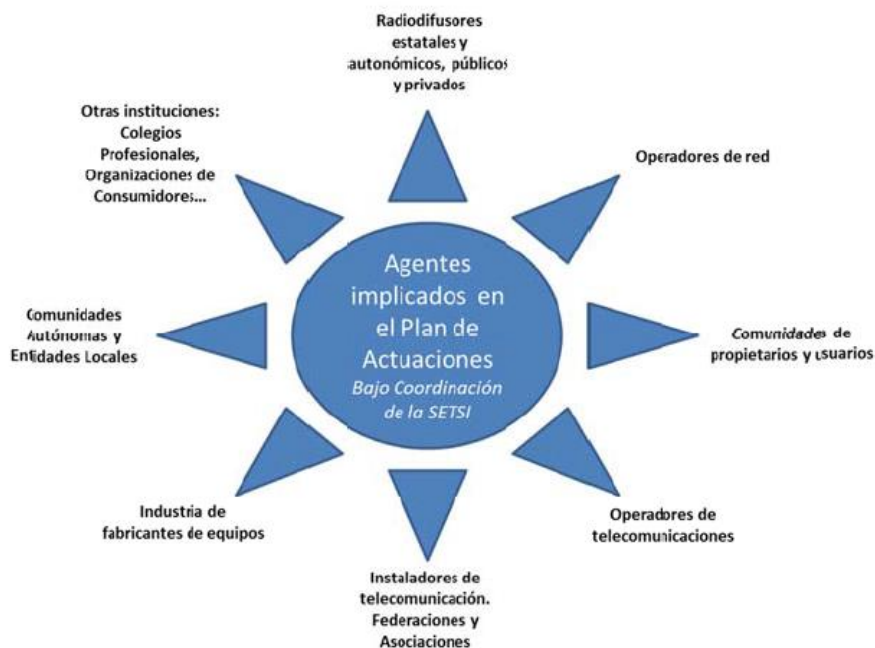 Radiodifusores
estatales y
autonómicos, públicos
y privados
Otras instituciones:
Colegios
Profesionales,
Organizaciones de
Consumidores...
Operadores de red
Agentes
implicados en
el Plan de
Actuaciones
Bajo Coordinación
de la SETSI
Comunidades
Autónomas y
Entidades Locales
Comunidades de
propietarios y usuarios
Industria de
fabricantes de equipos
Operadores de
telecomunicaciones
Instaladores de
telecomunicación.
Federaciones y
Asociaciones